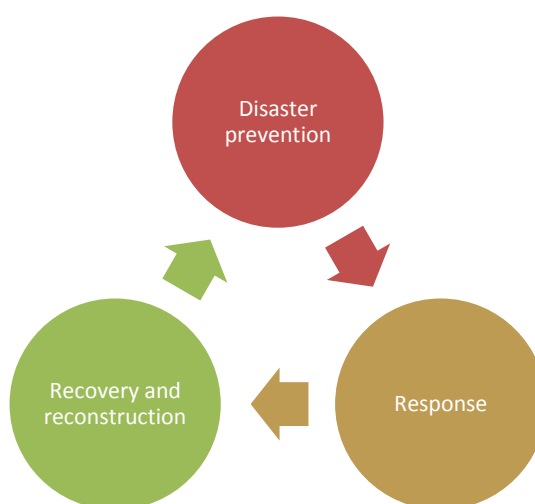 Disaster
prevention
Response
Recovery and
reconstruction